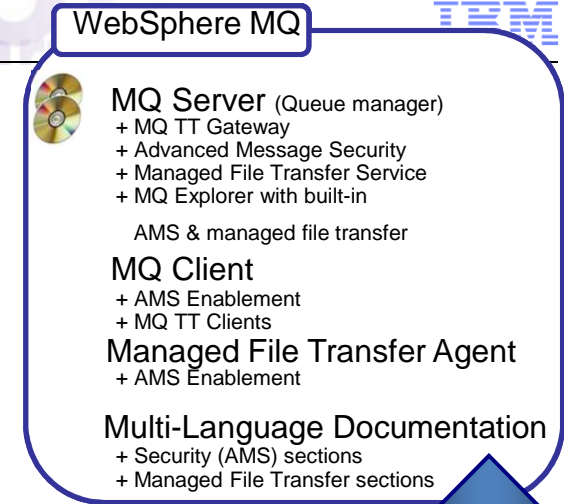 WebSphere MQ
IBM
MQ Server (Queue manager)
+ MQ TT Gateway
+ Advanced Message Security
+ Managed File Transfer Service
+ MQ Explorer with built-in
AMS & managed file transfer
MQ Client
+ AMS Enablement
+ MQ TT Clients
Managed File Transfer Agent
+ AMS Enablement
Multi-Language Documentation
+ Security (AMS) sections
+ Managed File Transfer sections